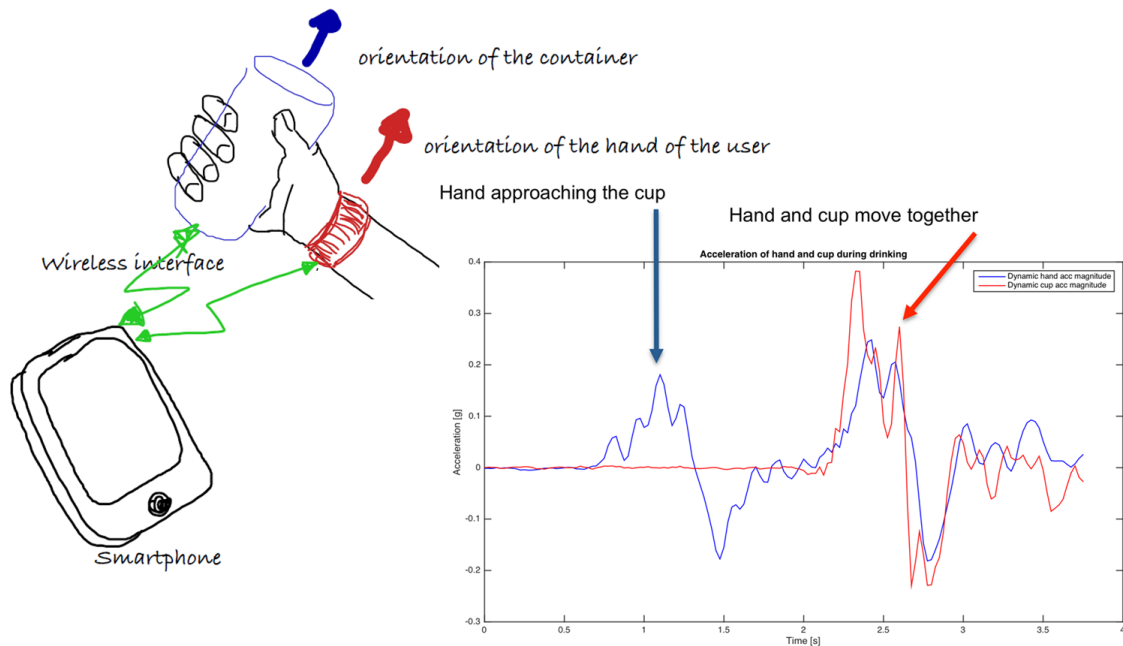 orientation of the container
orientation of the hand of the user
Hand approaching the cup
Hand and cup move together
Wireless interface
Smartphone
Acceleration of hand and cup during drinking
Dynamic hand acc magnitude
Dynamic cup acc magnitude
Acceleration [g]
0.4
0.3
0.2
0.1
0
-0.1
-0.2
-0.3
0
0.5
1
1.5
2
2.5
3
3.5
4
Time [s]